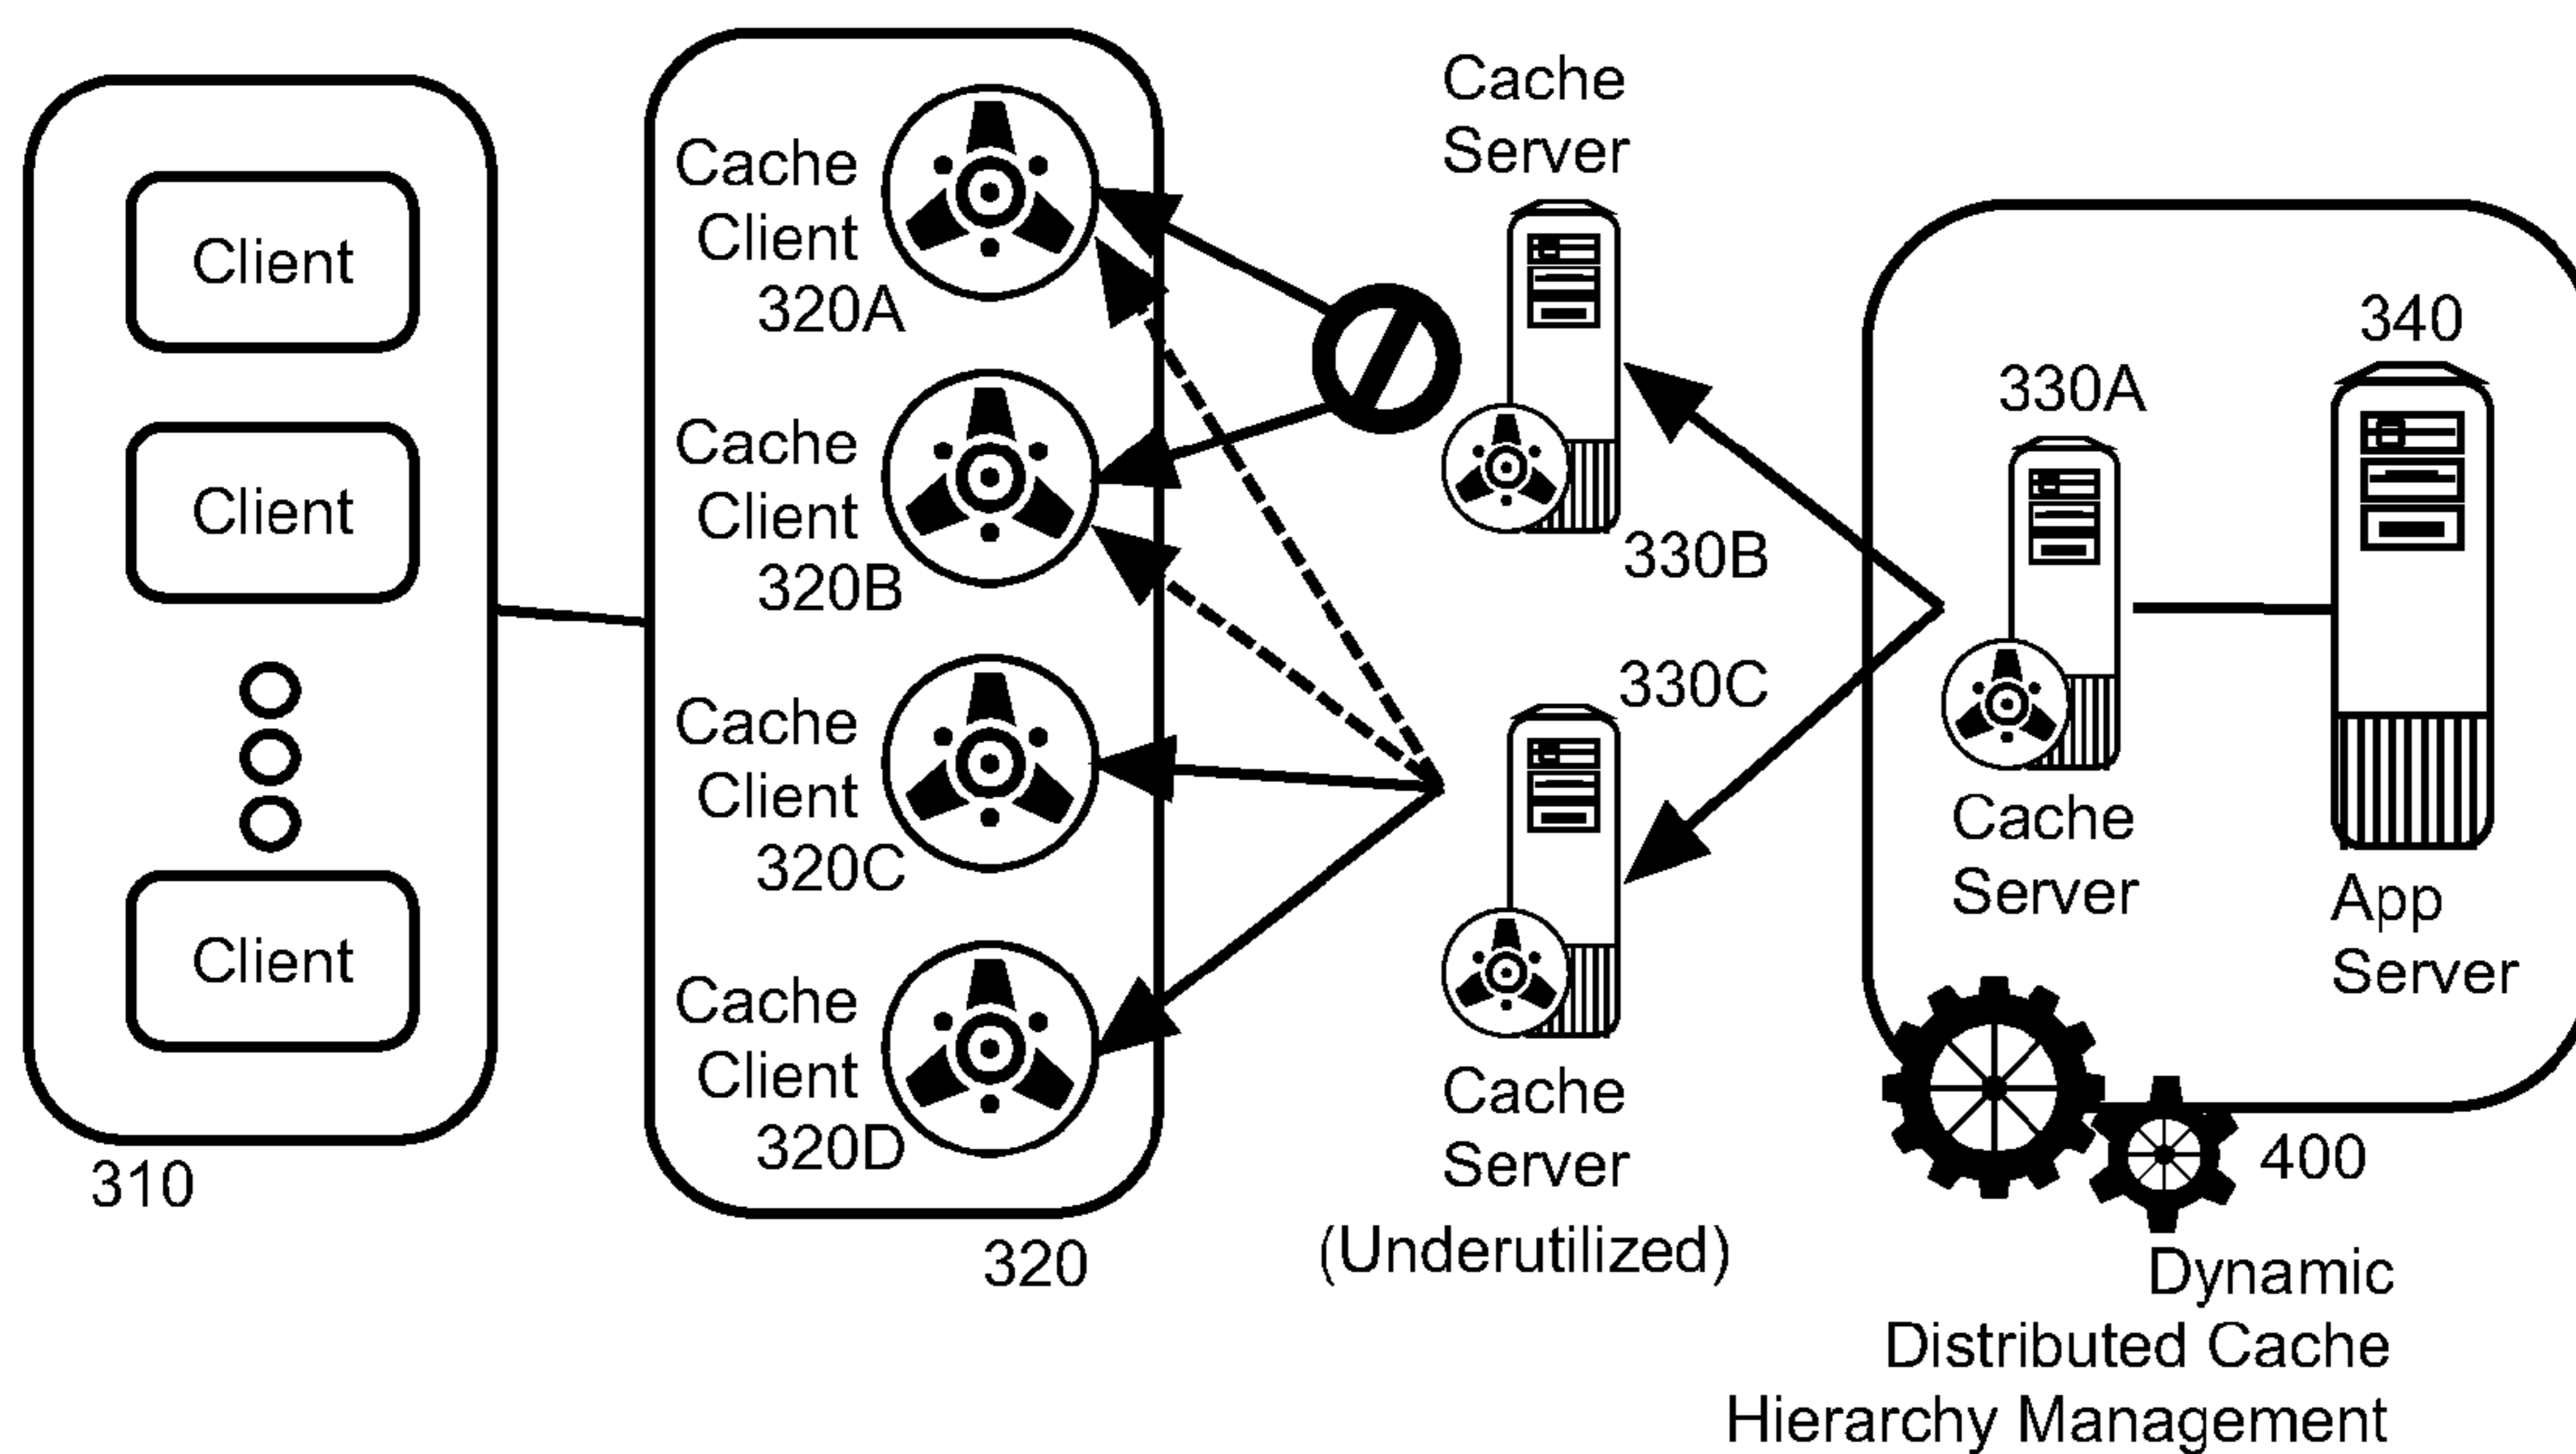 Client
Client
Client
310
Cache
Client
320A
Cache
Client
320B
Cache
Client
320C
Cache
Client
320D
320
Cache
Server
330B
330C
Cache
Server
(Underutilized)
330A
Cache
Server
340
App
Server
400
Dynamic
Distributed Cache
Hierarchy Management